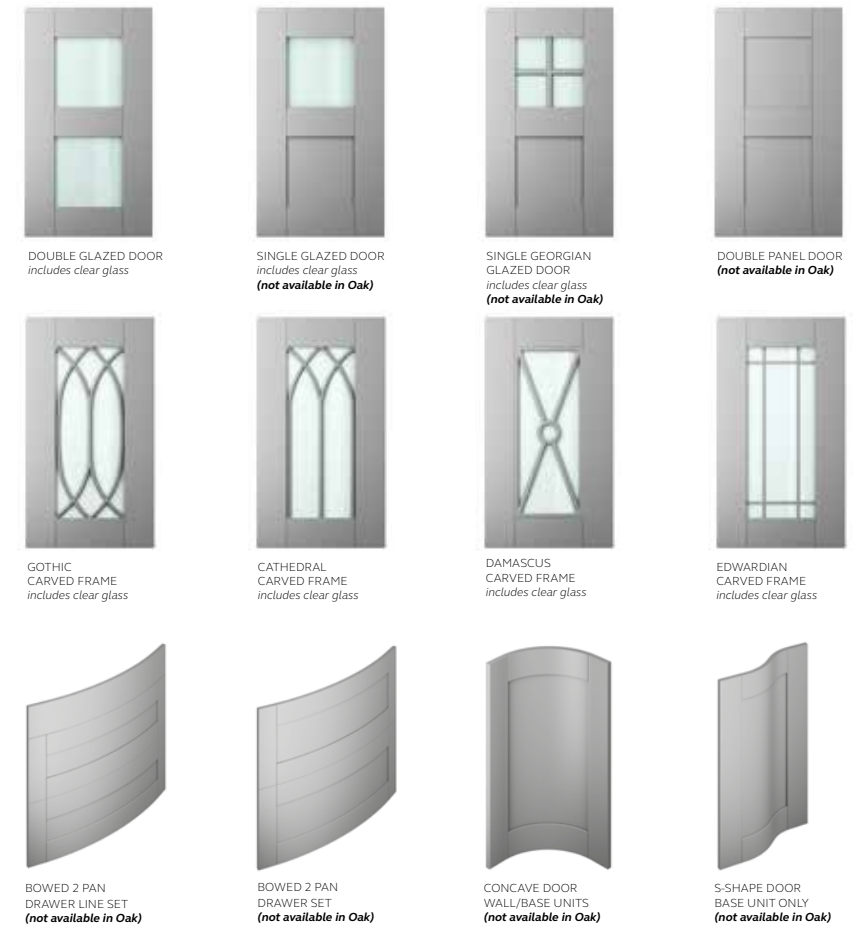 DOUBLE GLAZED DOOR
includes clear glass
SINGLE GLAZED DOOR
includes clear glass
(not available in Oak)
SINGLE GEORGIAN
GLAZED DOOR
includes clear glass
(not available in Oak)
DOUBLE PANEL DOOR
(not available in Oak)
GOTHIC
CARVED FRAME
includes clear glass
CATHEDRAL
CARVED FRAME
includes clear glass
DAMASCUS
CARVED FRAME
includes clear glass
EDWARDIAN
CARVED FRAME
includes clear glass
BOWED 2 PAN
DRAWER LINE SET
(not available in Oak)
BOWED 2 PAN
DRAWER SET
(not available in Oak)
CONCAVE DOOR
WALL/BASE UNITS
(not available in Oak)
S-SHAPE DOOR
BASE UNIT ONLY
(not available in Oak)